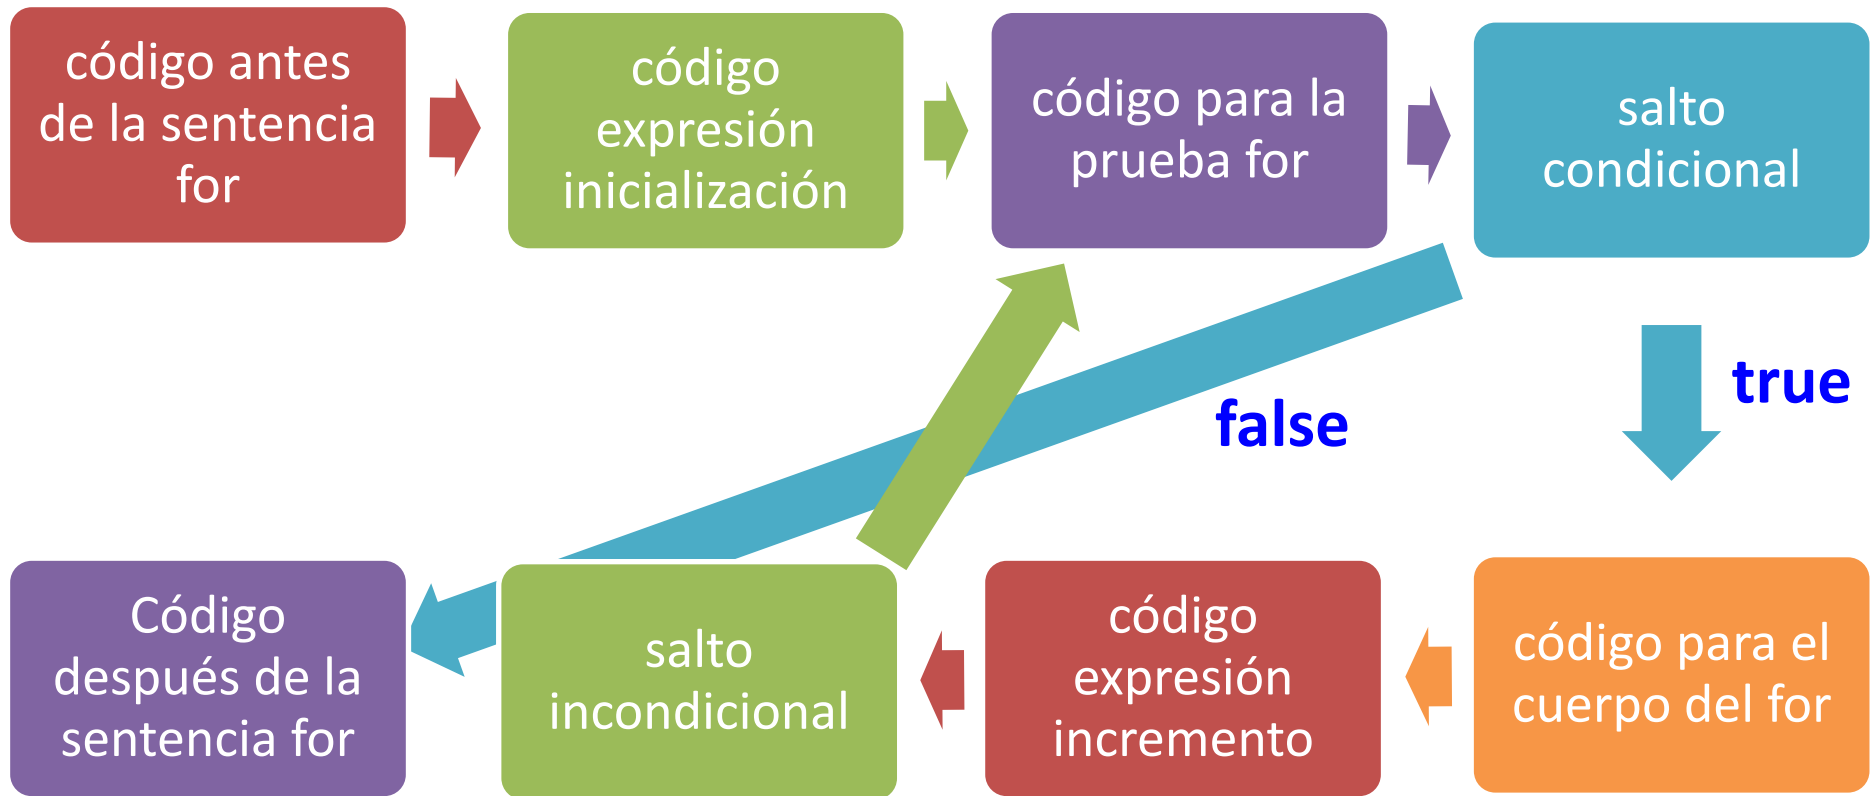 código antes
de la sentencia
for
código
expresión
inicialización
código para la
prueba for
salto
condicional
true
false
Código
después de la
sentencia for
salto
incondicional
código
expresión
incremento
código para el
cuerpo del for